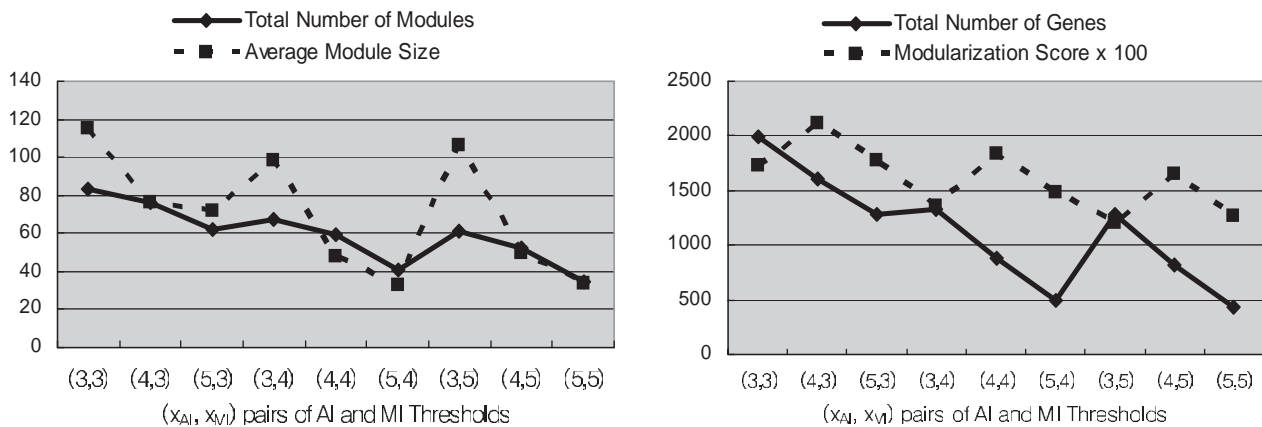 Total Number of Modules
Average Module Size
140
120
100
80
60
40
20
0
(3,3) (4,3) (5,3) (3,4) (4,4) (5,4) (3,5) (4,5) (5,5)
(xAI, xMI) pairs of AI and MI Thresholds
Total Number of Genes
Modularization Score x 100
2500
2000
1500
1000
500
0
(3,3) (4,3) (5,3) (3,4) (4,4) (5,4) (3,5) (4,5) (5,5)
(xAI, xMI) pairs of AI and MI Thresholds